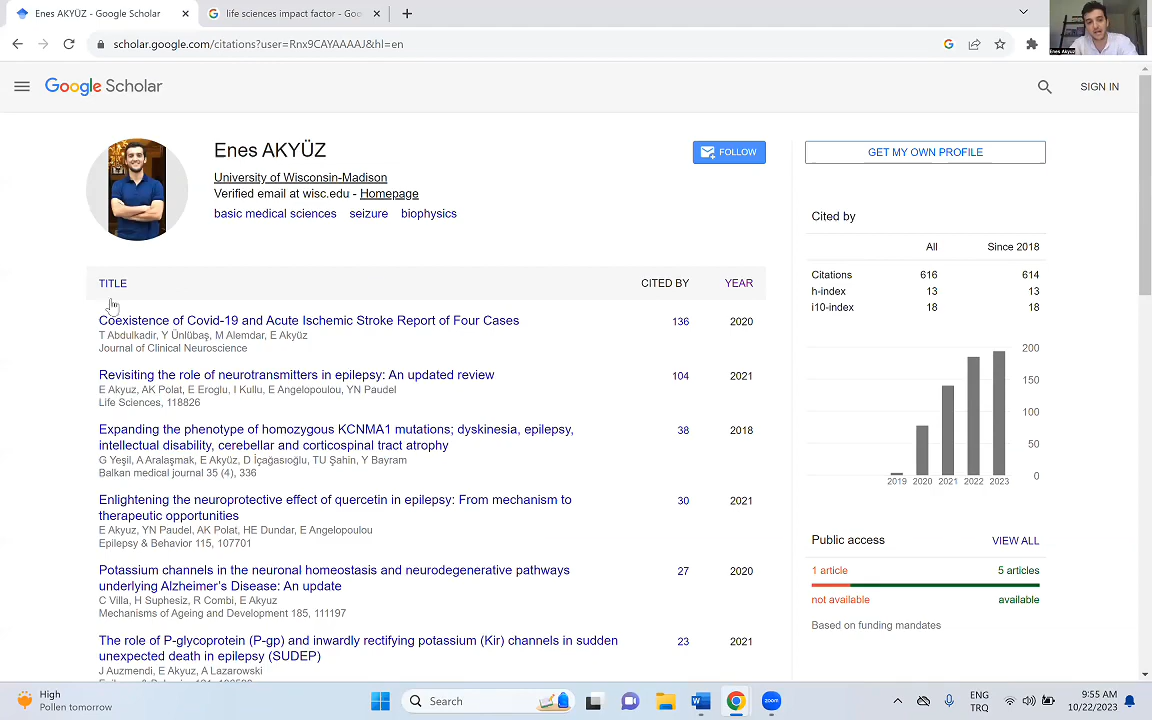 Enes AKYÜZ - Google Scholar
life sciences impact factor - Goo
scholar.google.com/citations?user=Rnx9CAYAAAAJ&hl=en
Enes Akyuz
Google Scholar
SIGN IN
Enes AKYÜZ
FOLLOW
GET MY OWN PROFILE
University of Wisconsin-Madison
Verified email at wisc.edu - Homepage
basic medical sciences seizure biophysics
TITLE CITED BY YEAR
Coexistence of Covid-19 and Acute Ischemic Stroke Report of Four Cases 136 2020
T Abdulkadir, Y Ünlübaş, M Alemdar, E Akyüz
Journal of Clinical Neuroscience
Revisiting the role of neurotransmitters in epilepsy: An updated review 104 2021
E Akyuz, AK Polat, E Eroglu, I Kullu, E Angelopoulou, YN Paudel
Life Sciences, 118826
Expanding the phenotype of homozygous KCNMA1 mutations; dyskinesia, epilepsy, 38 2018
intellectual disability, cerebellar and corticospinal tract atrophy
G Yeşil, A Aralaşmak, E Akyüz, D İçağasıoğlu, TU Şahin, Y Bayram
Balkan medical journal 35 (4), 336
Enlightening the neuroprotective effect of quercetin in epilepsy: From mechanism to 30 2021
therapeutic opportunities
E Akyuz, YN Paudel, AK Polat, HE Dundar, E Angelopoulou
Epilepsy & Behavior 115, 107701
Potassium channels in the neuronal homeostasis and neurodegenerative pathways 27 2020
underlying Alzheimer's Disease: An update
C Villa, H Suphesiz, R Combi, E Akyuz
Mechanisms of Ageing and Development 185, 111197
The role of P-glycoprotein (P-gp) and inwardly rectifying potassium (Kir) channels in sudden 23 2021
unexpected death in epilepsy (SUDEP)
J Auzmendi, E Akyuz, A Lazarowski
Cited by
All Since 2018
Citations 616 614
h-index 13 13
i10-index 18 18
200
150
100
50
0
2019 2020 2021 2022 2023
Public access VIEW ALL
1 article 5 articles
not available available
Based on funding mandates
High
Pollen tomorrow
Search
zoom
ENG
TRQ
9:55 AM
10/22/2023